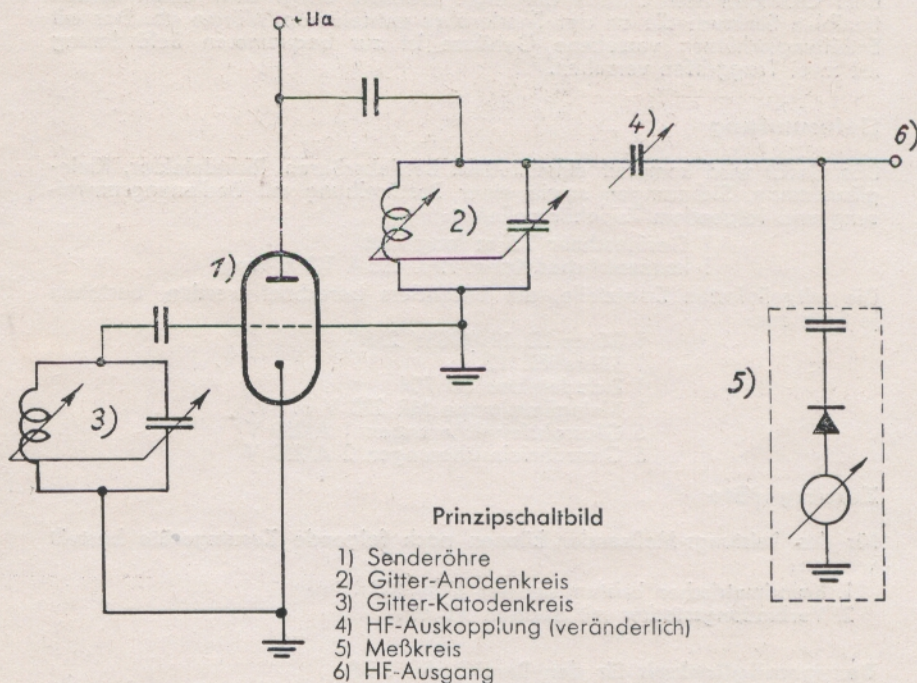 +Ua
4)
6)
2)
1)
5)
3)
Prinzipschaltbild
1) Senderöhre
2) Gitter-Anodenkreis
3) Gitter-Katodenkreis
4) HF-Auskopplung (veränderlich)
5) Meßkreis
6) HF-Ausgang